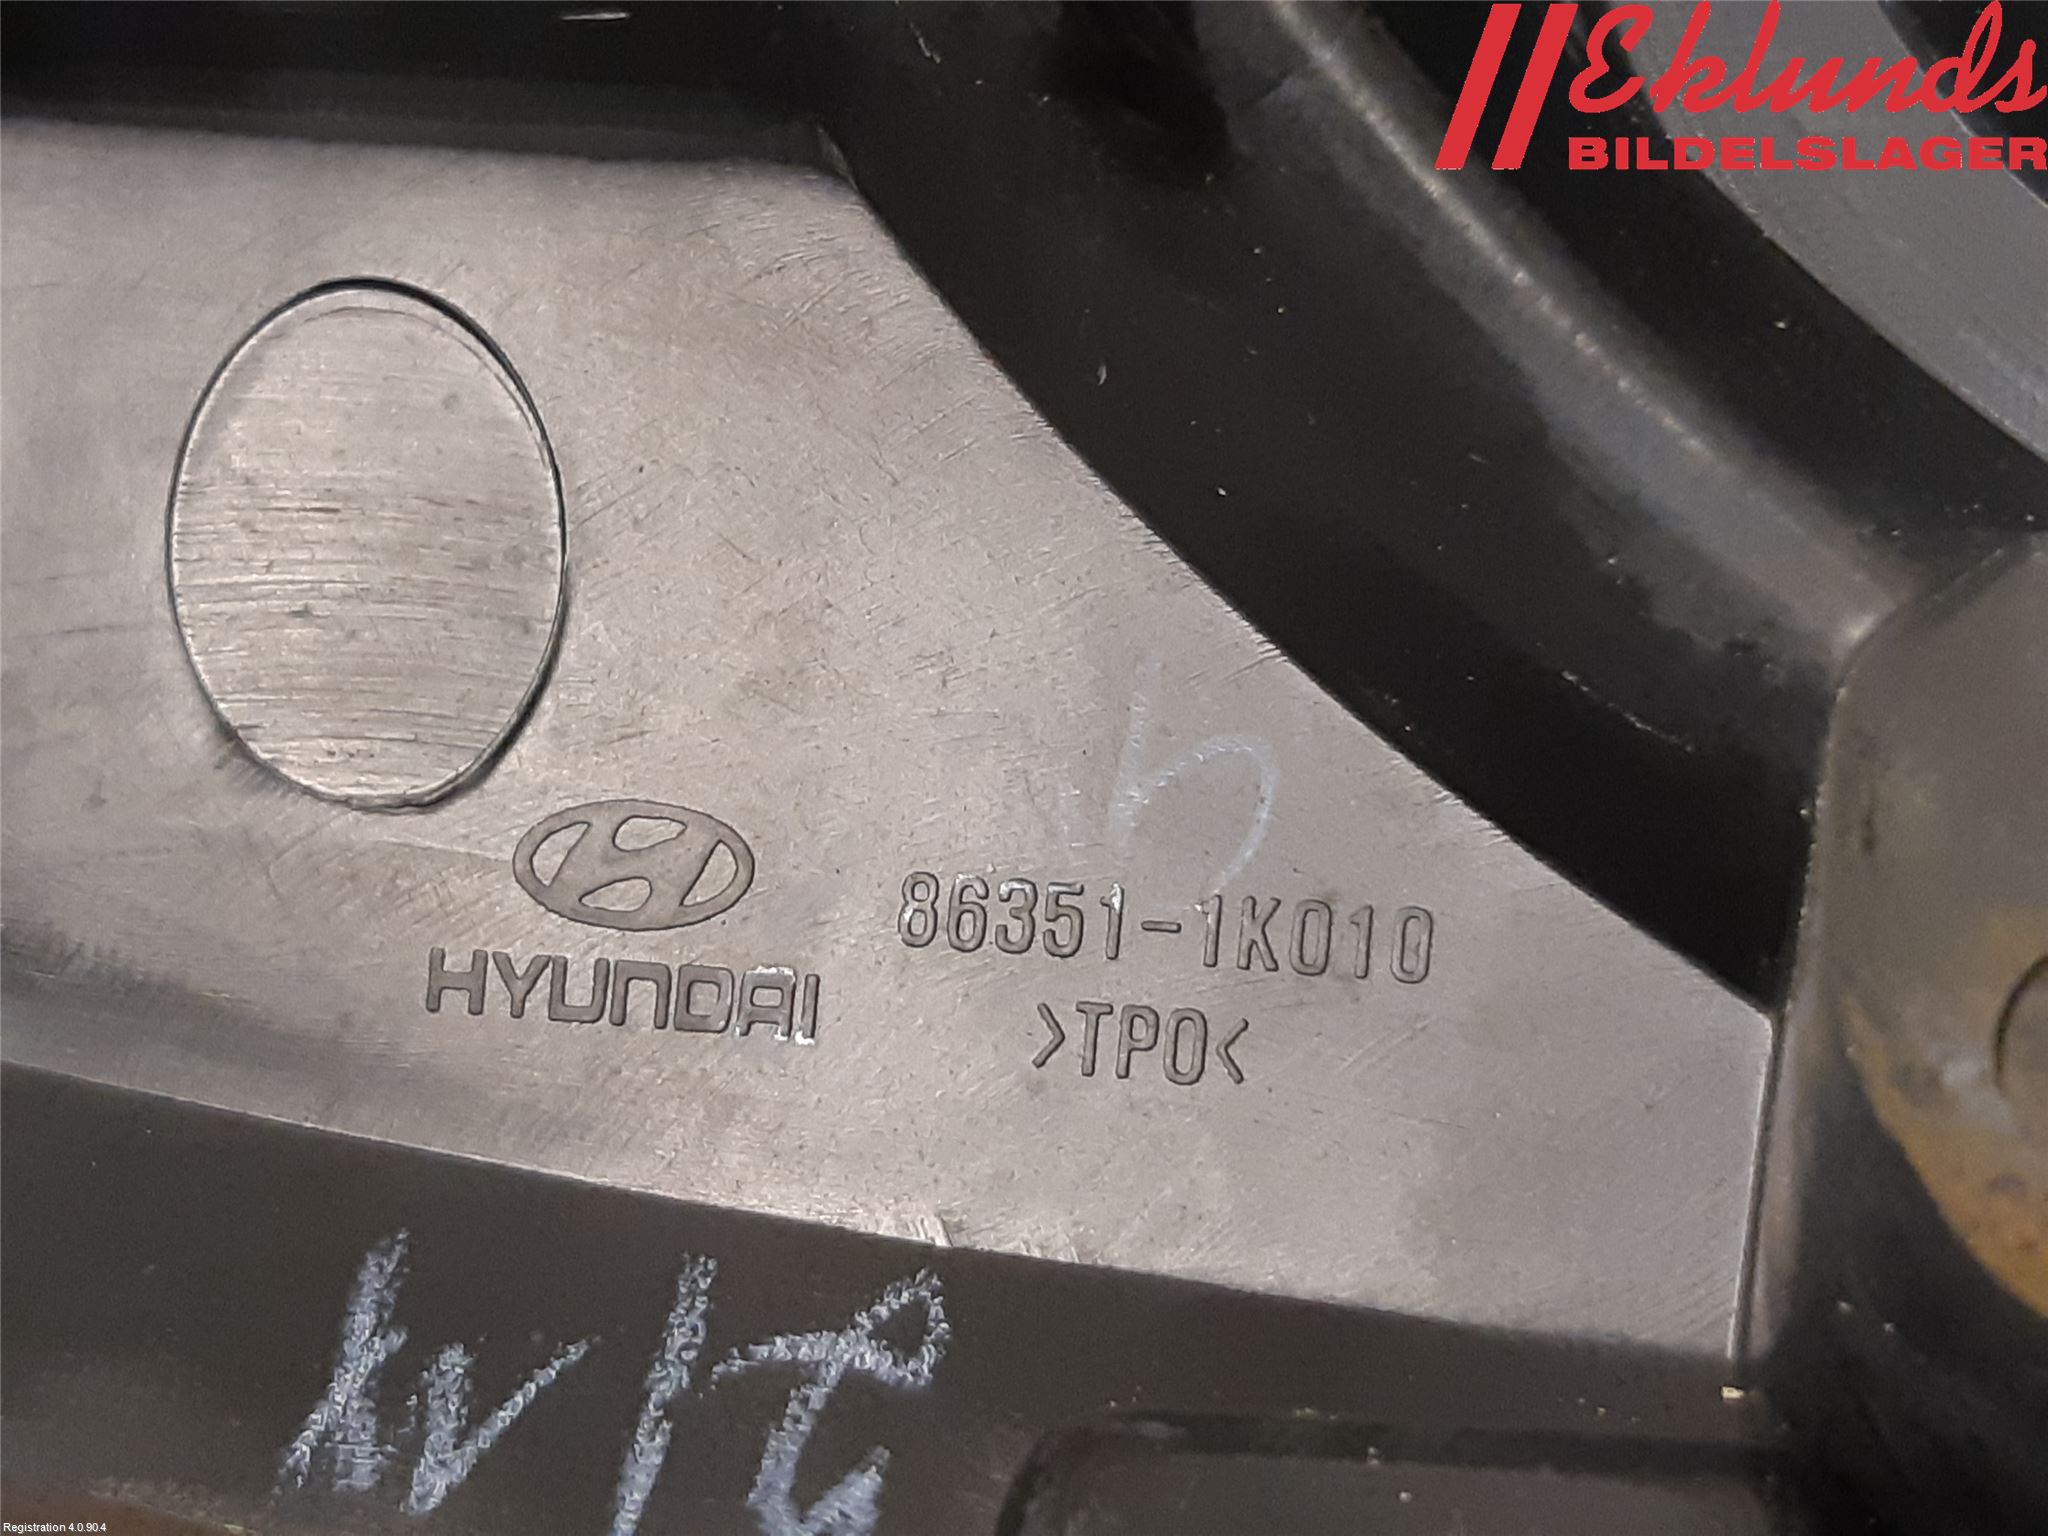 Eklunds
BILDELSLAGER
HYUNDAI
86351-1K010
>TPO<
Registration 4.0.90.4